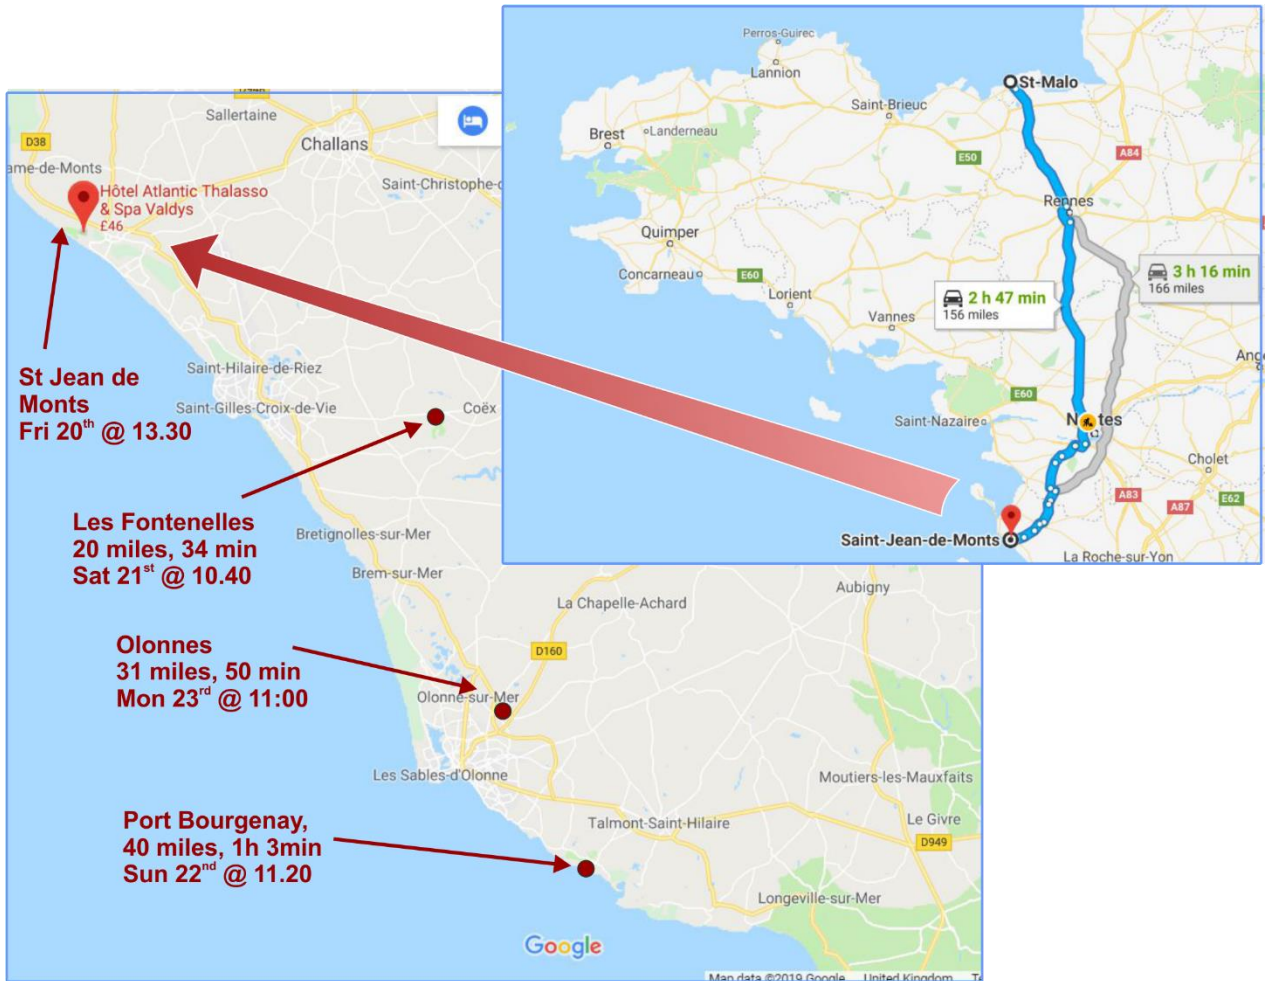 Perros-Guirec
Lannion
St-Malo
Saint-Brieuc
Brest
Landerneau
E50
A84
Rennes
Quimper
Concarneau
E60
Lorient
Vannes
3 h 16 min
166 miles
2 h 47 min
156 miles
E60
Saint-Nazaire
Cholet
A83
A87
E62
Saint-Jean-de-Monts
La Roche-sur-Yon
Sallertaine
D38
Challans
ame-de-Monts
Saint-Christophe-
Hôtel Atlantic Thalasso
& Spa Valdys
£46
St Jean de
Monts
Fri 20th @ 13.30
Saint-Hilaire-de-Riez
Saint-Gilles-Croix-de-Vie
Coëx
Les Fontenelles
20 miles, 34 min
Sat 21st @ 10.40
Bretignolles-sur-Mer
Brem-sur-Mer
La Chapelle-Achard
Aubigny
Olonnes
31 miles, 50 min
Mon 23rd @ 11:00
D160
Olonne-sur-Mer
Les Sables-d'Olonne
Moutiers-les-Mauxfaits
Port Bourgenay,
40 miles, 1h 3min
Sun 22nd @ 11.20
Talmont-Saint-Hilaire
Le Givre
D949
Longeville-sur-Mer
Google
Map data ©2019 Google United Kingdom